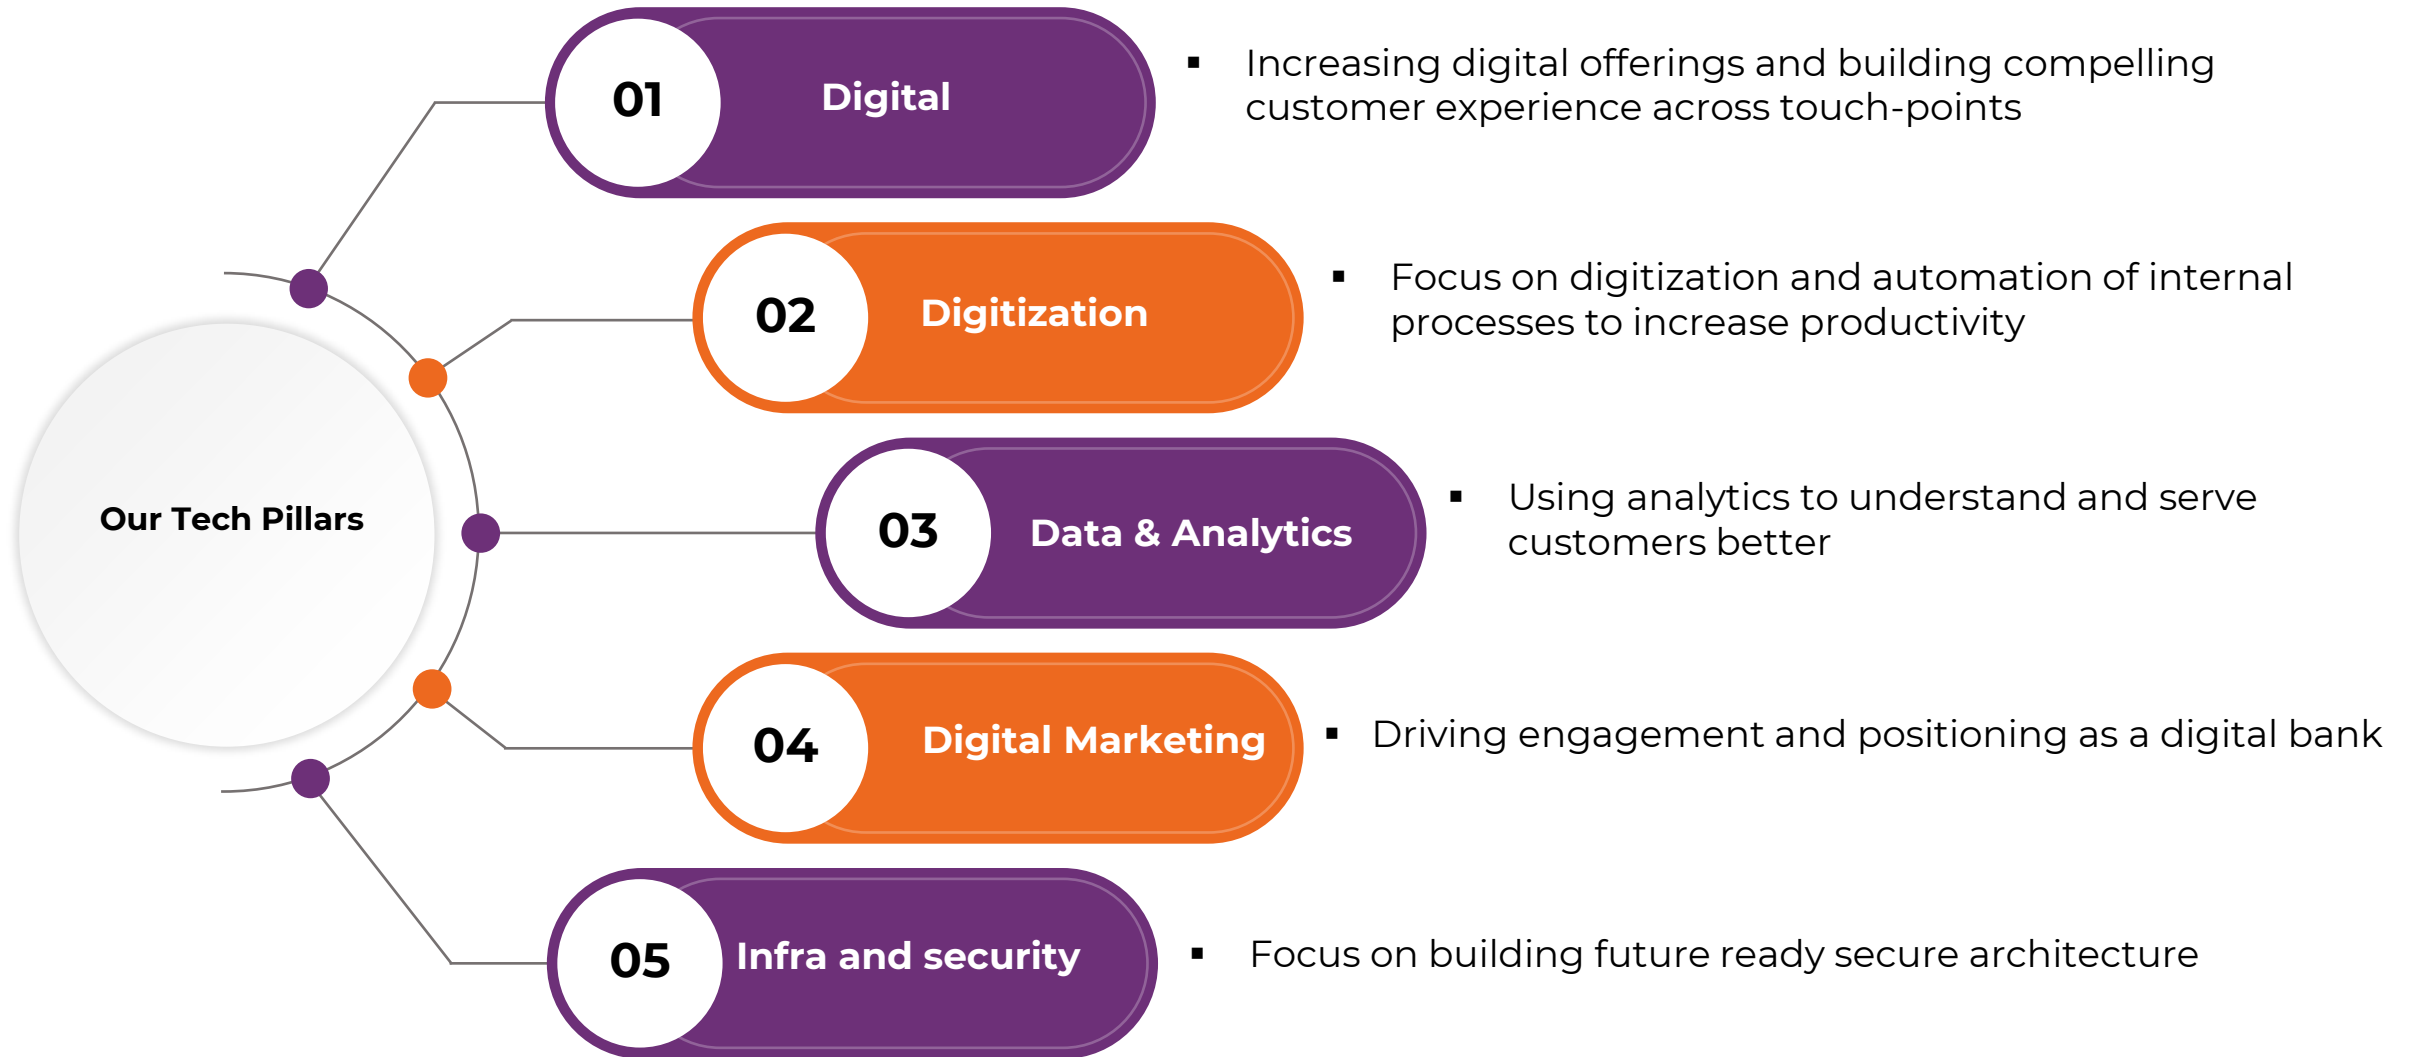 01
Digital
▪ Increasing digital offerings and building compelling
customer experience across touch-points
02
Digitization
▪ Focus on digitization and automation of internal
processes to increase productivity
Our Tech Pillars
03
Data & Analytics
▪ Using analytics to understand and serve
customers better
04
Digital Marketing
▪ Driving engagement and positioning as a digital bank
05
Infra and security
▪ Focus on building future ready secure architecture